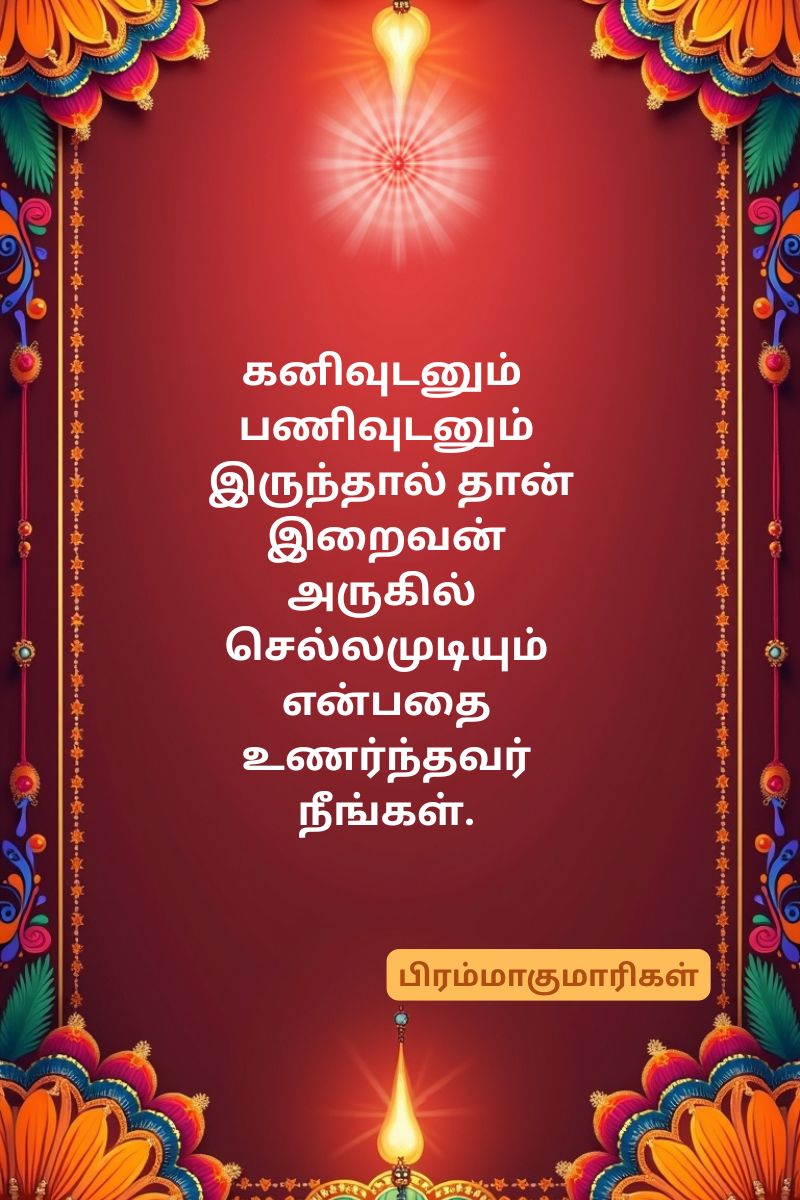 கனிவுடனும்
பணிவுடனும்
இருந்தால் தான்
இறைவன்
அருகில்
செல்லமுடியும்
என்பதை
உணர்ந்தவர்
நீங்கள்.
பிரம்மாகுமாரிகள்